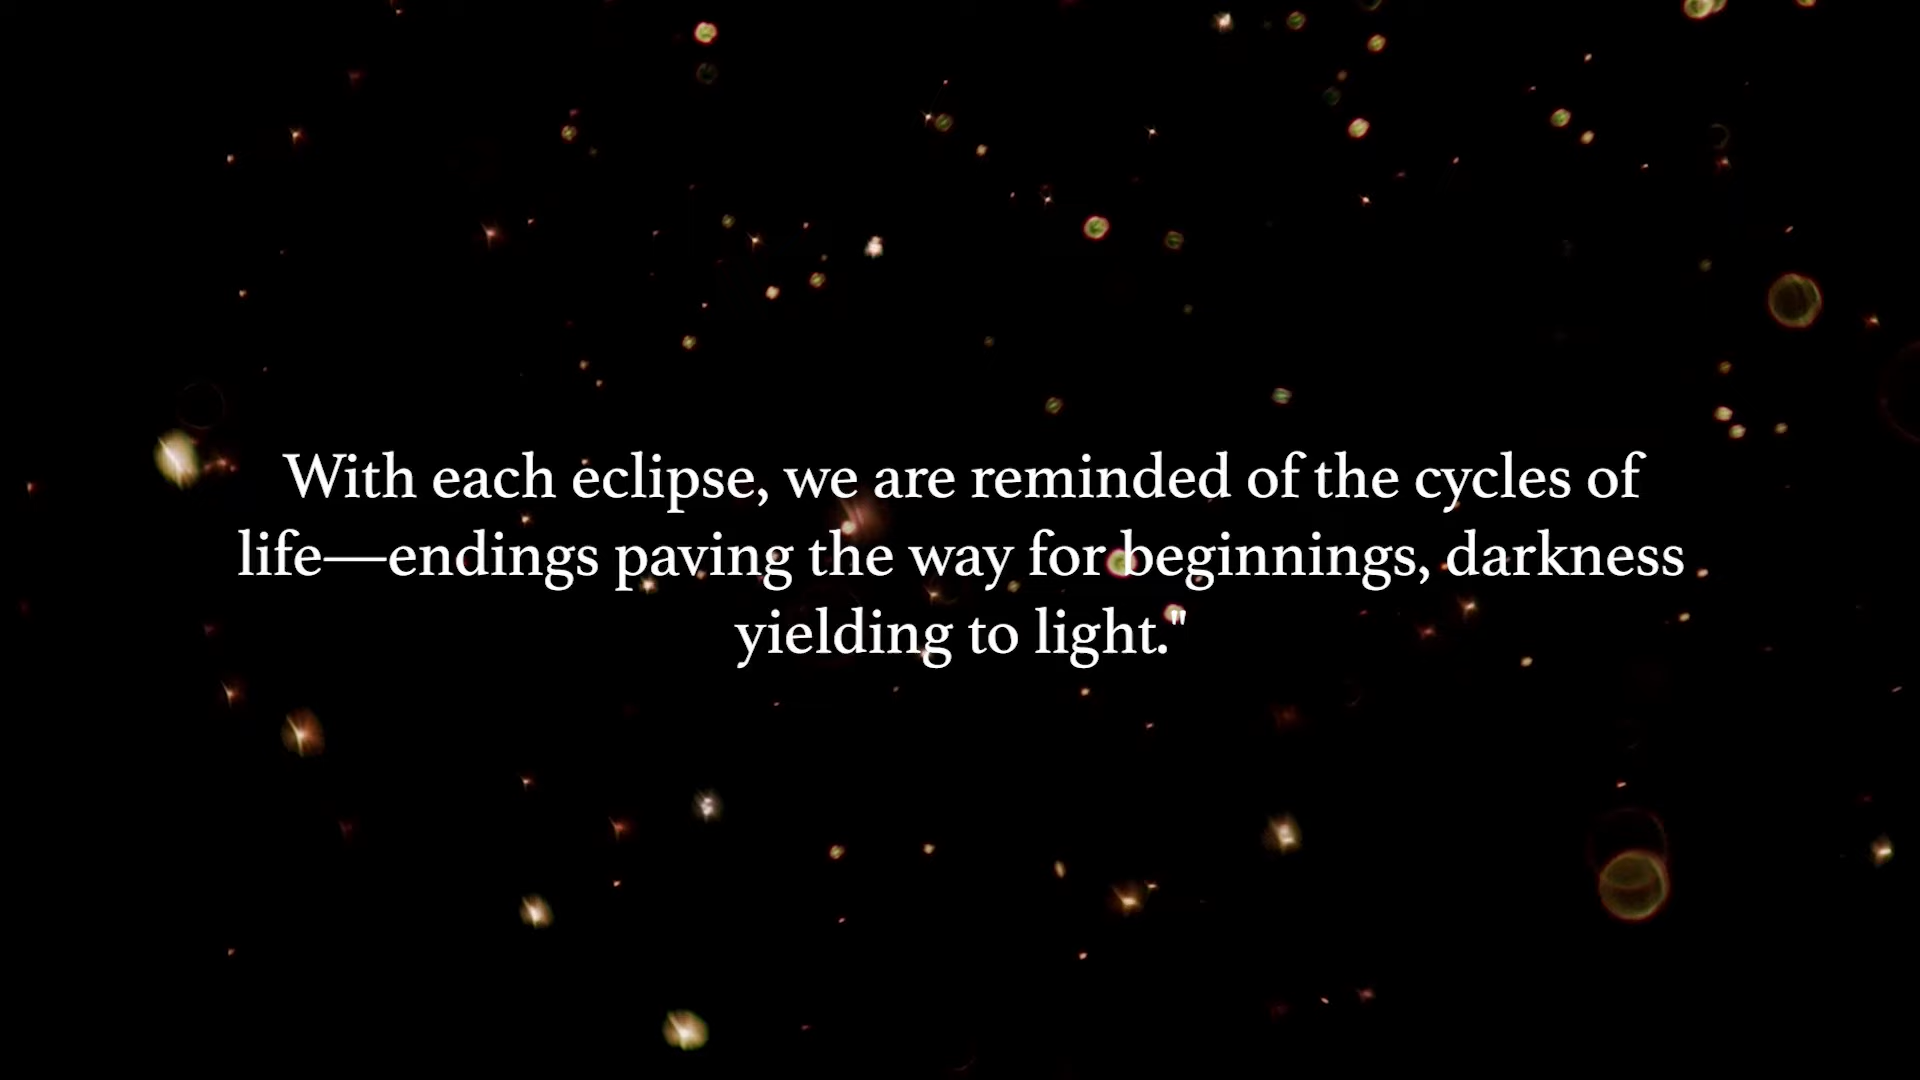 With each eclipse, we are reminded of the cycles of
life—endings paving the way for beginnings, darkness
yielding to light."